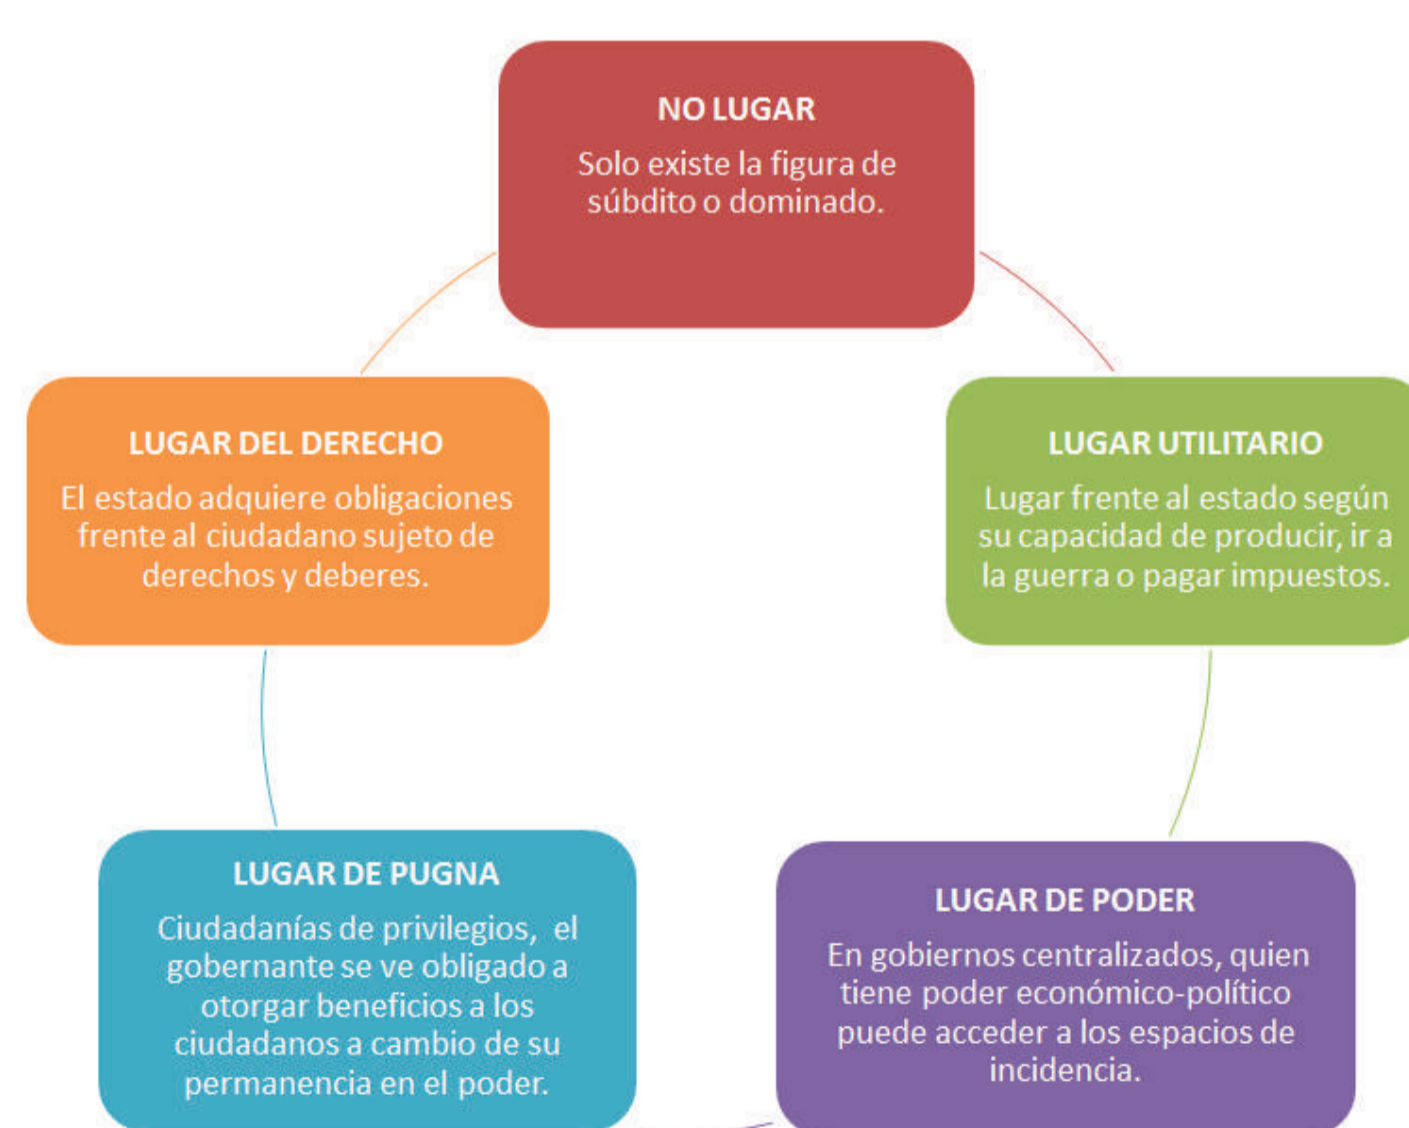 NO LUGAR
Solo existe la figura de
súbdito o dominado.
LUGAR DEL DERECHO
El estado adquiere obligaciones
frente al ciudadano sujeto de
derechos y deberes.
LUGAR UTILITARIO
Lugar frente al estado según
su capacidad de producir, ir a
la guerra o pagar impuestos.
LUGAR DE PUGNA
Ciudadanías de privilegios, el
gobernante se ve obligado a
otorgar beneficios a los
ciudadanos a cambio de su
permanencia en el poder.
LUGAR DE PODER
En gobiernos centralizados, quien
tiene poder económico-político
puede acceder a los espacios de
incidencia.